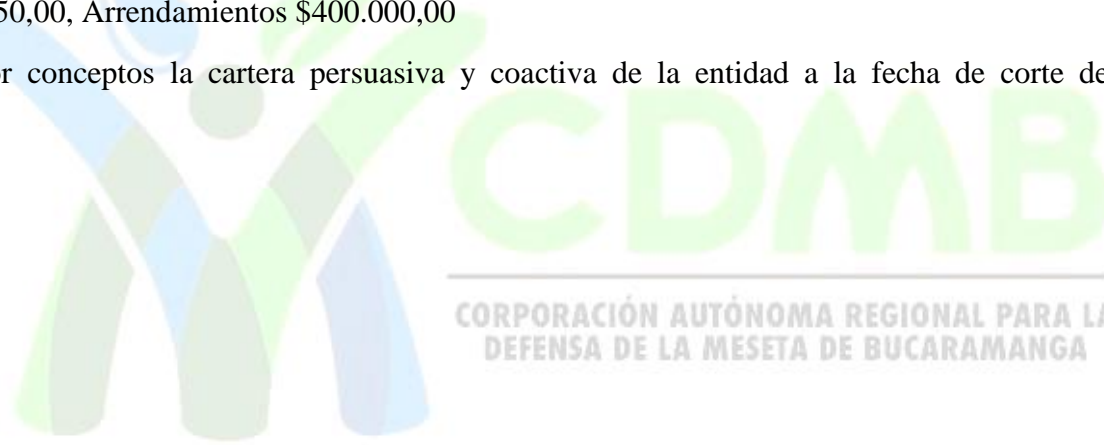 50,00, Arrendamientos $400.000,00
or conceptos la cartera persuasiva y coactiva de la entidad a la fecha de corte de
CDMB
CORPORACIÓN AUTÓNOMA REGIONAL PARA LA
DEFENSA DE LA MESETA DE BUCARAMANGA